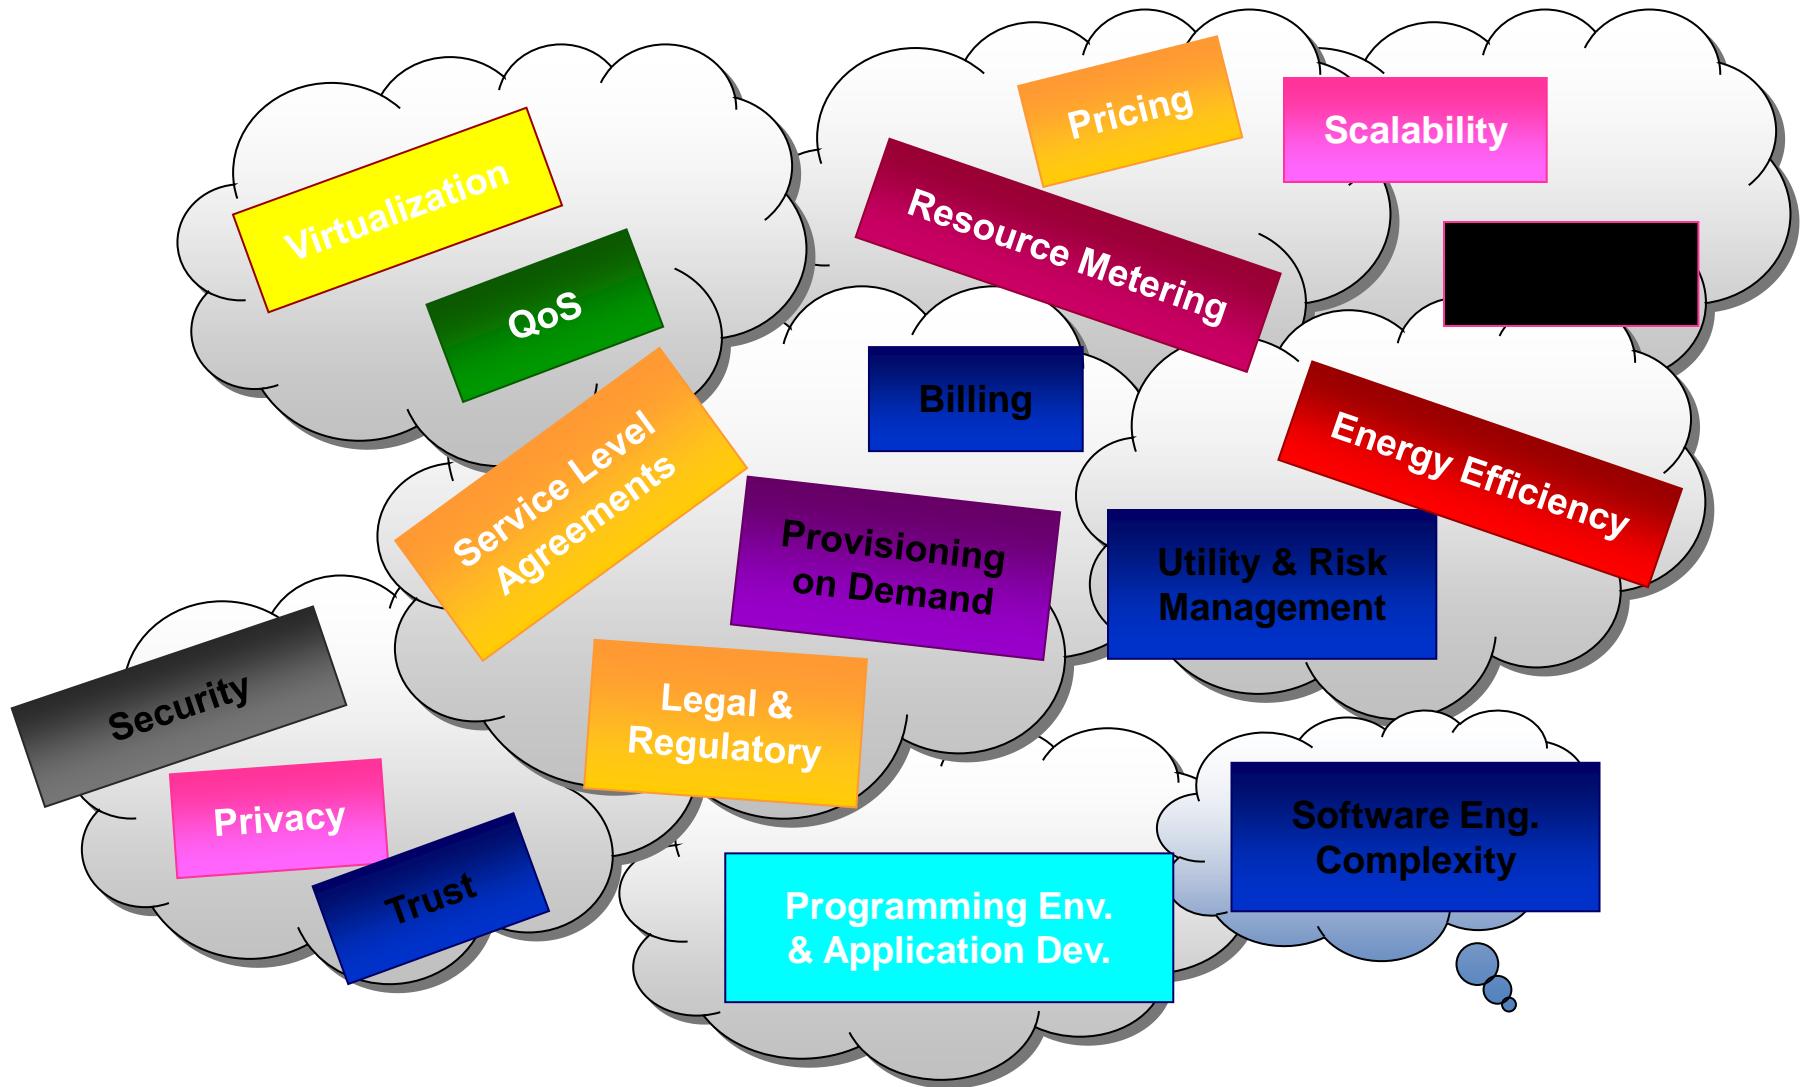 Pricing
Scalability
Virtualization
Resource Metering
QoS
Billing
Energy Efficiency
Service Level
Agreements
Provisioning
on Demand
Utility & Risk
Management
Security
Legal &
Regulatory
Privacy
Trust
Software Eng.
Complexity
Programming Env.
& Application Dev.